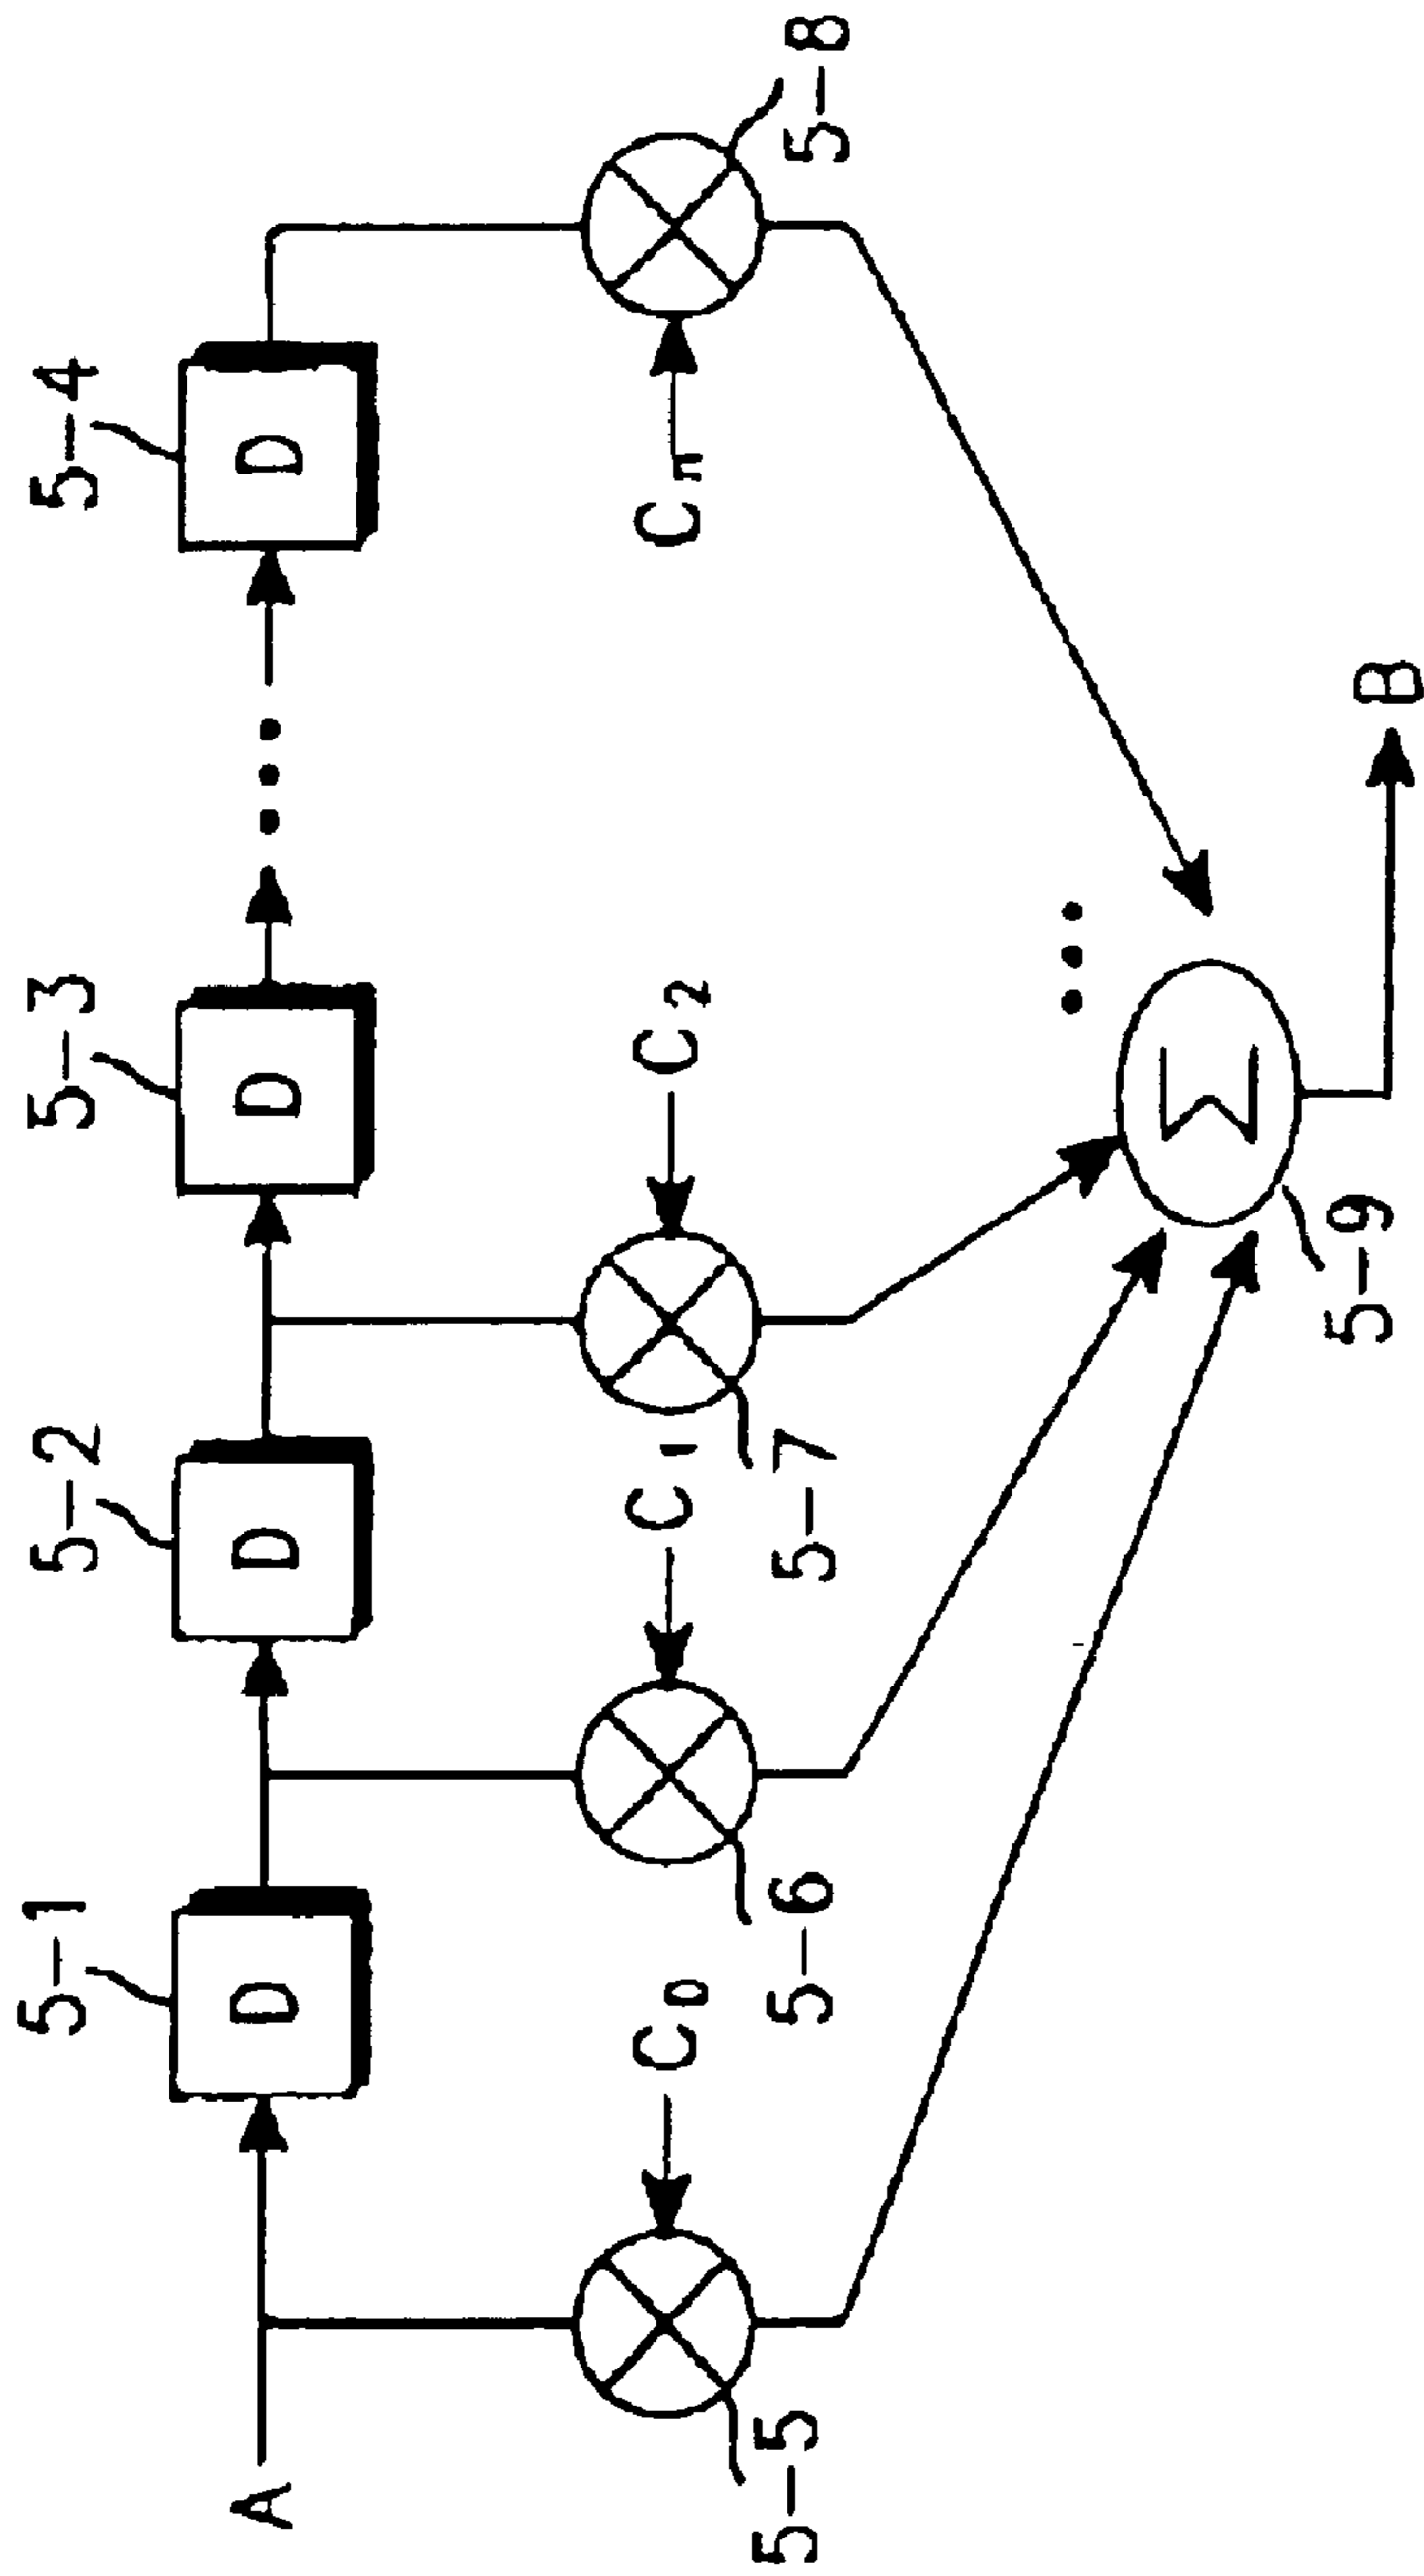 5-1
5-2
5-3
5-4
A
D
D
D
• • •
D
C₀
C₁
C₂
Cₙ
5-5
5-6
5-7
5-8
• • •
Σ
5-9
B